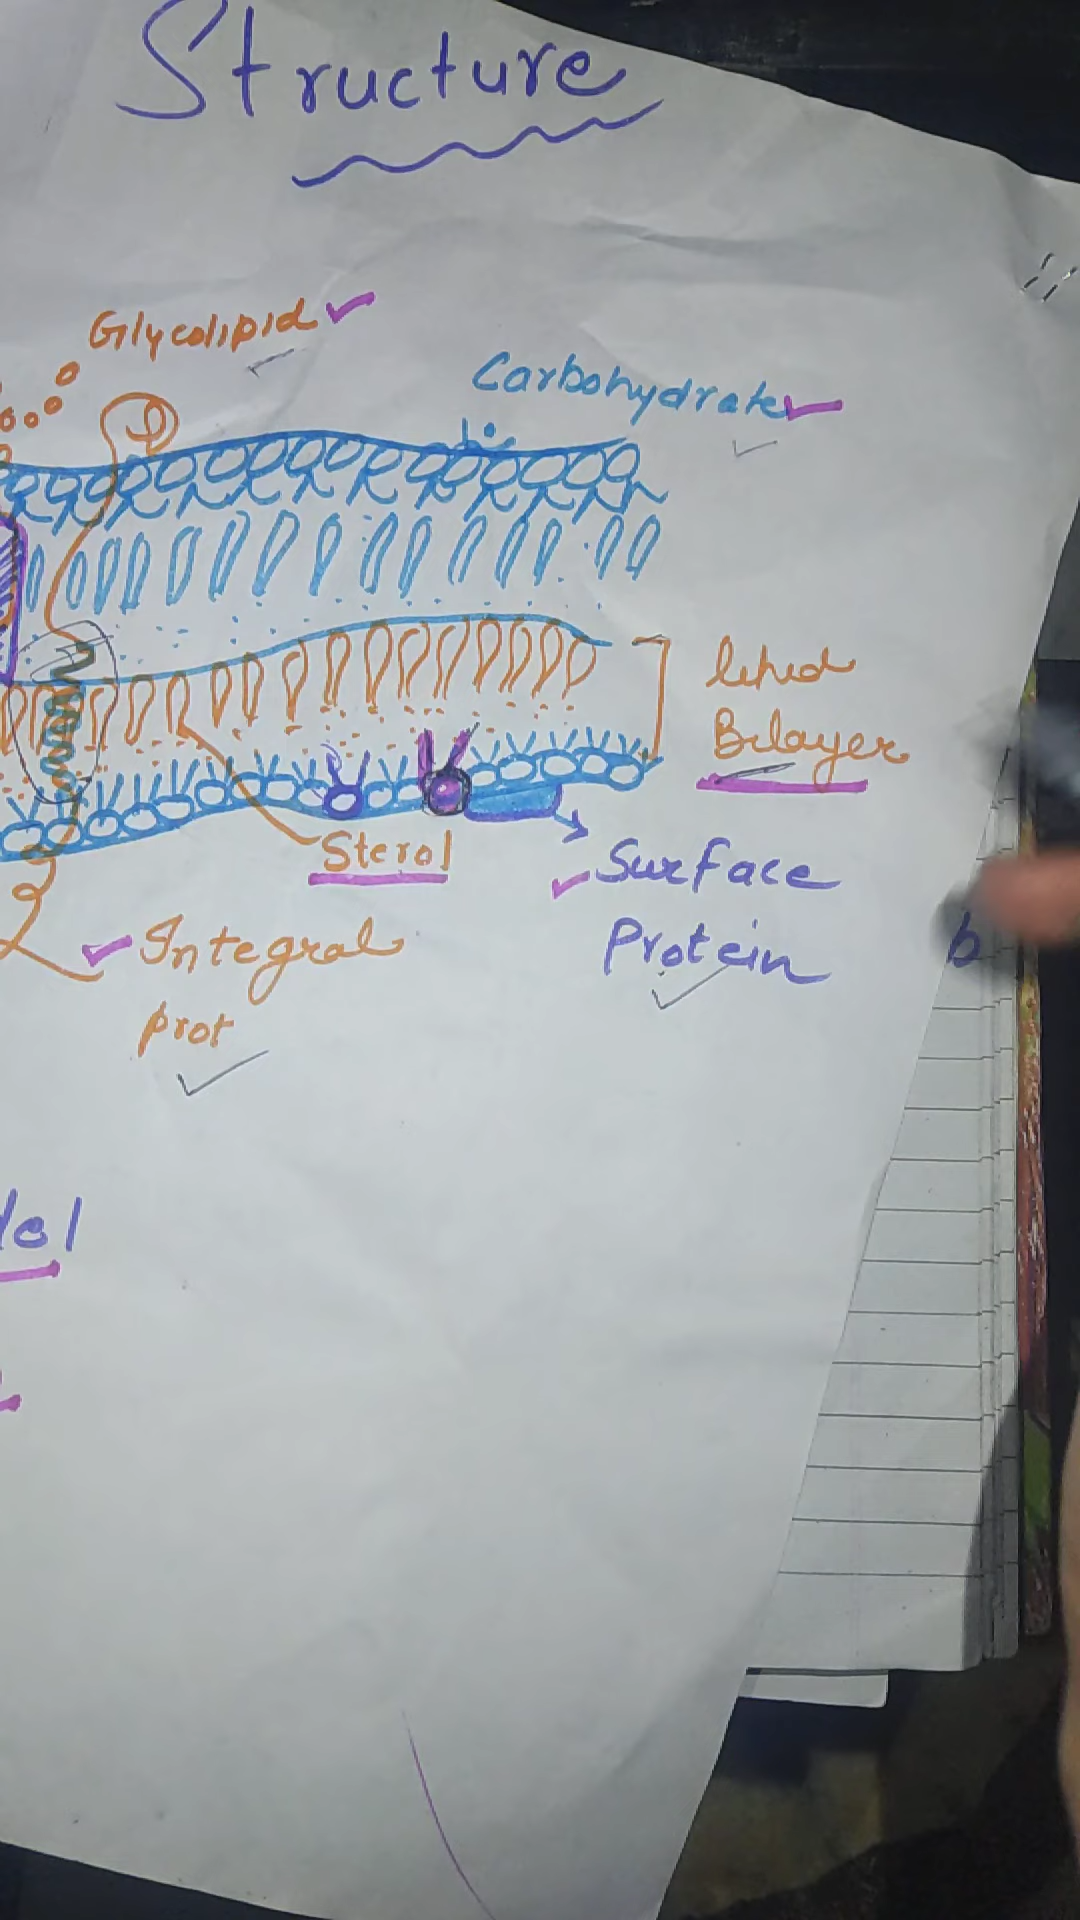 Structure
Glycolipid
Carbohydrate
lipid
Bilayer
Sterol
Surface
Protein
b
Integral
prot
del